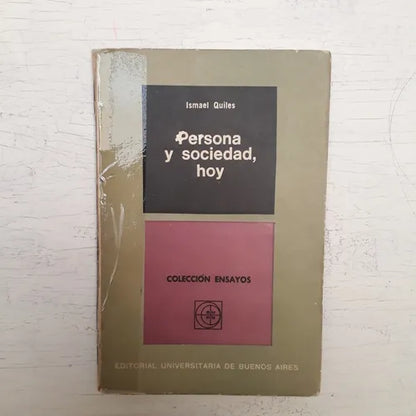 Ismael Quiles
Persona
y sociedad,
hoy
COLECCIÓN ENSAYOS
EDITORIAL UNIVERSITARIA DE BUENOS AIRES